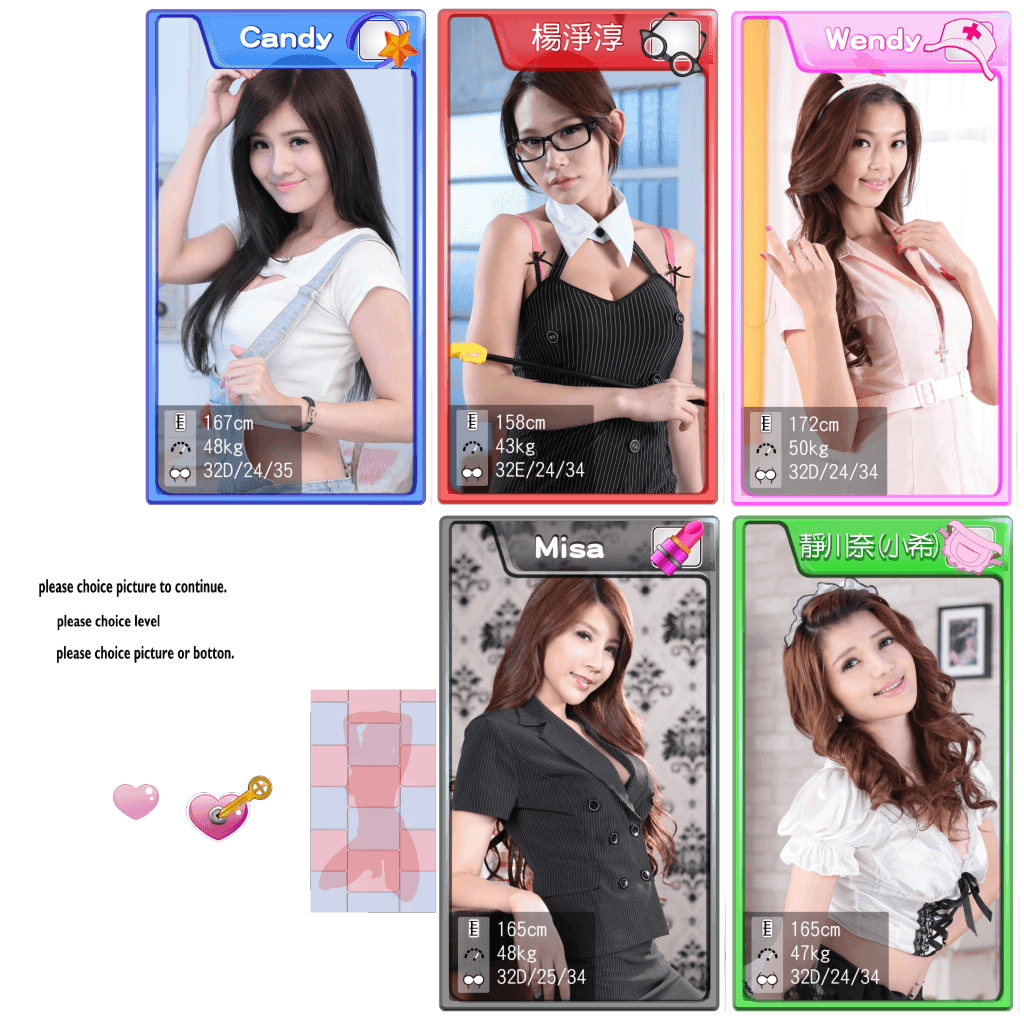 Candy
167cm
48kg
32D/24/35
楊淨淳
158cm
43kg
32E/24/34
Wendy
172cm
50kg
32D/24/34
please choice picture to continue.
please choice level
please choice picture or botton.
Misa
165cm
48kg
32D/25/34
靜川奈(小希)
165cm
47kg
32D/24/34